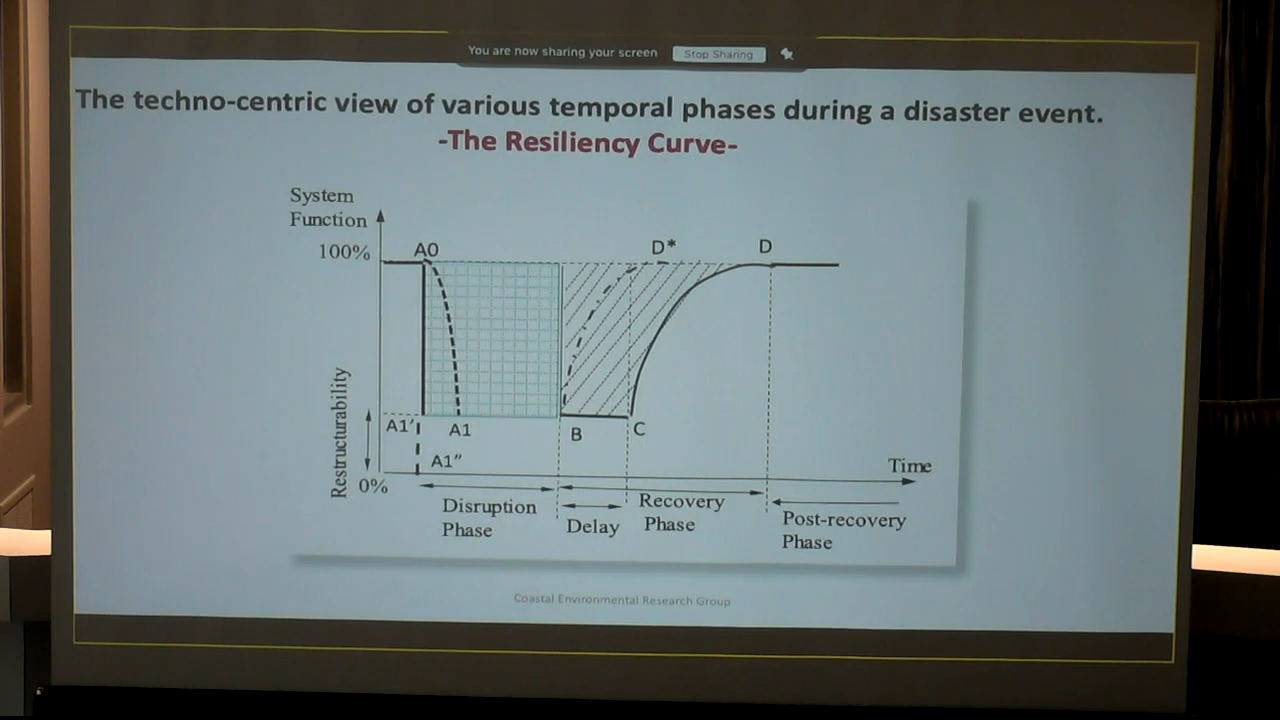 You are now sharing your screen
Stop Sharing
The techno-centric view of various temporal phases during a disaster event.
-The Resiliency Curve-
System
Function
100%
A0
D*
D
Restructurability
A1'
A1
B
C
A1"
0%
Time
Disruption
Phase
Delay
Recovery
Phase
Post-recovery
Phase
Coastal Environmental Research Group